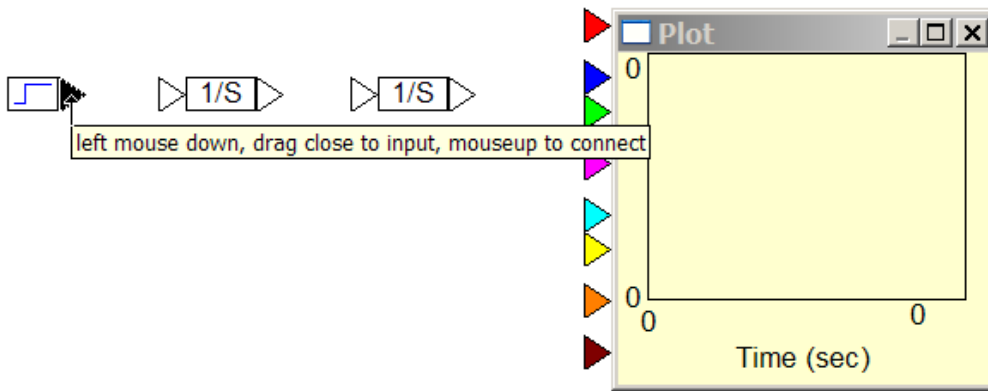 Plot
0
1/S 1/S
left mouse down, drag close to input, mouseup to connect
0
0 0
Time (sec)